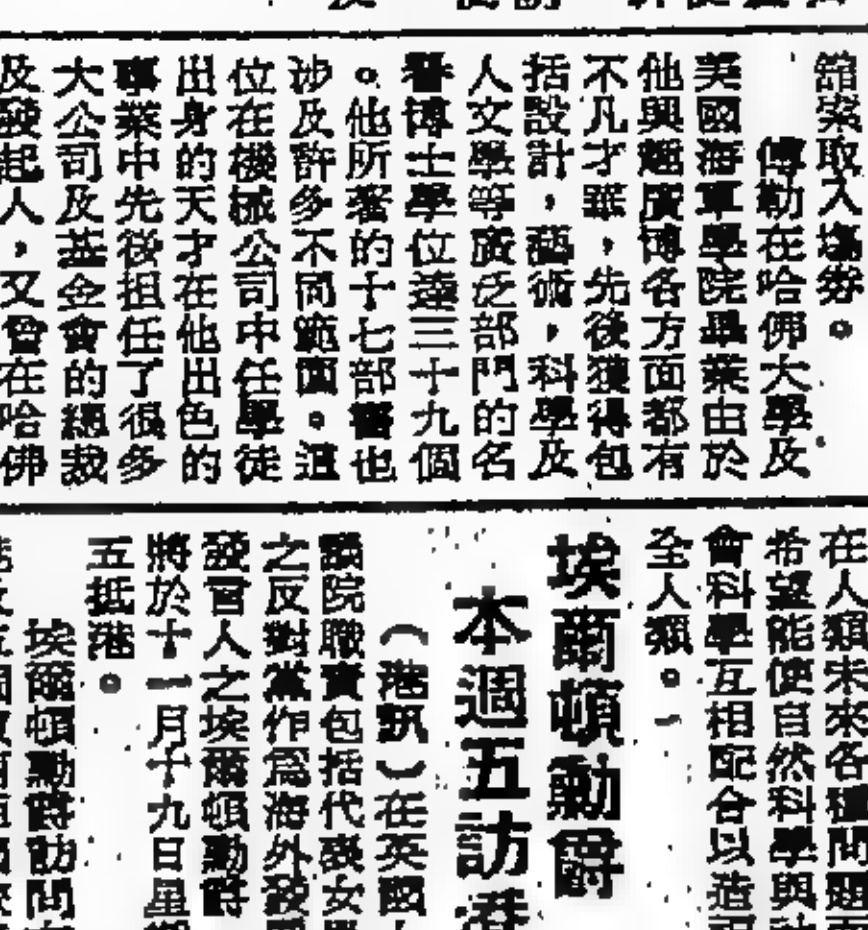 館索取入場券。
傅勒在哈佛大學及
美國海軍學院畢業由於
他興趣廣博各方面都有
不凡才華，先後獲得包
括設計，藝術，科學及
人文學等廣泛部門的名
譽博士學位達三十九個
。他所著的十七部書也
涉及許多不同範圍。這
位在機械公司中任學徒
出身的天才在他出色的
事業中先後担任了很多
大公司及基金會的總裁
及發起人，又曾在哈佛
在人類未來各種問題
希望能使自然科學與
會科學互相配合以造
全人類。
埃爾頓勳爵
本週五訪港
（港訊）在英國
議院職責包括代表女
之反對黨作爲海外發
發言人之埃爾頓勳爵
將於十一月十九日星
五抵港。
埃爾頓勳爵訪問